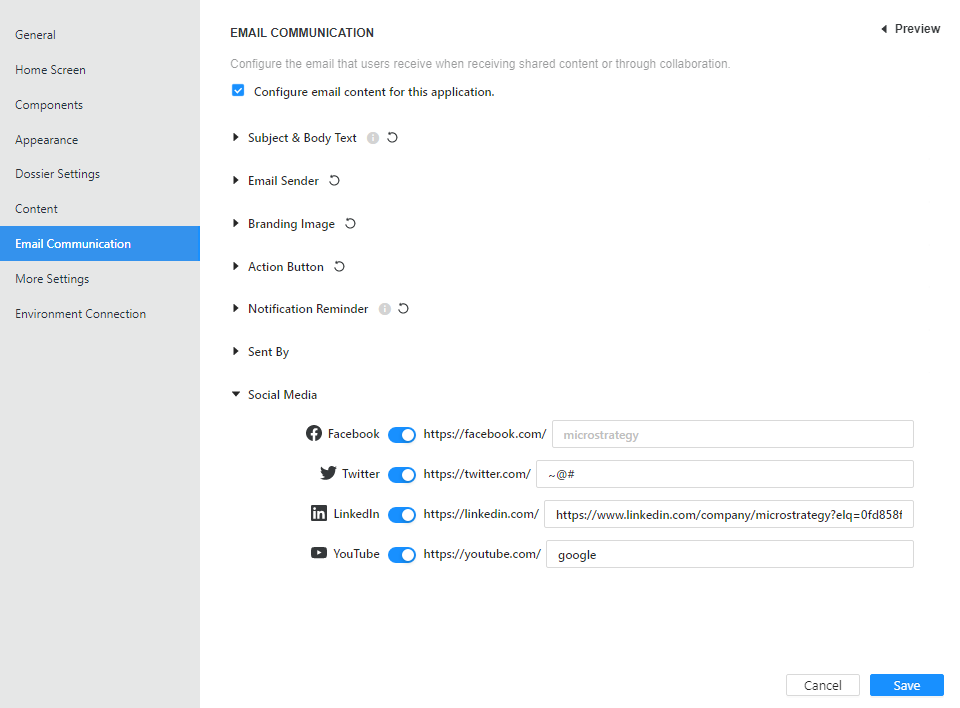 General
Home Screen
Components
Appearance
Dossier Settings
Content
Email Communication
More Settings
Environment Connection
EMAIL COMMUNICATION
Preview
Configure the email that users receive when receiving shared content or through collaboration.
Configure email content for this application.
Subject & Body Text
Email Sender
Branding Image
Action Button
Notification Reminder
Sent By
Social Media
Facebook https://facebook.com/ microstrategy
Twitter https://twitter.com/ ~@#
LinkedIn https://linkedin.com/ https://www.linkedin.com/company/microstrategy?elq=0fd858f
YouTube https://youtube.com/ google
Cancel Save